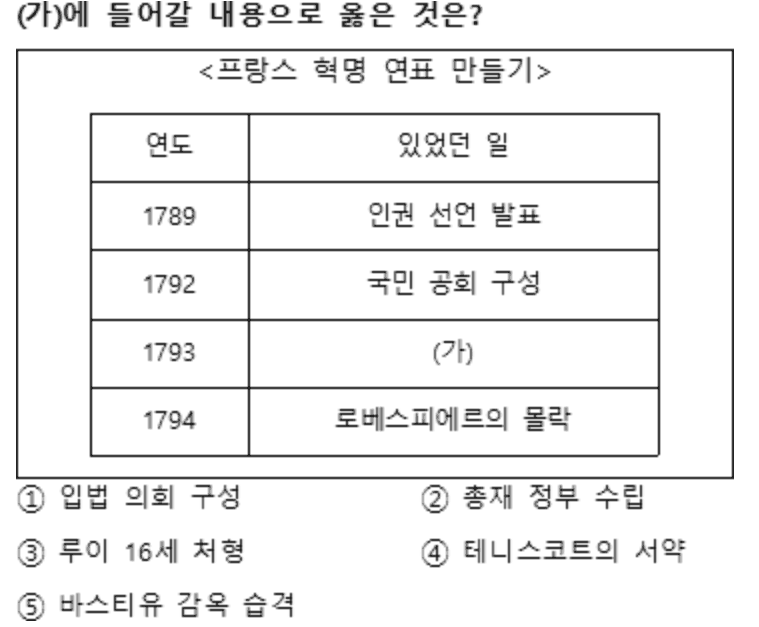 (가)에 들어갈 내용으로 옳은 것은?
<프랑스 혁명 연표 만들기>
연도 있었던 일
1789 인권 선언 발표
1792 국민 공회 구성
1793 (가)
1794 로베스피에르의 몰락
① 입법 의회 구성 ② 총재 정부 수립
③ 루이 16세 처형 ④ 테니스코트의 서약
⑤ 바스티유 감옥 습격